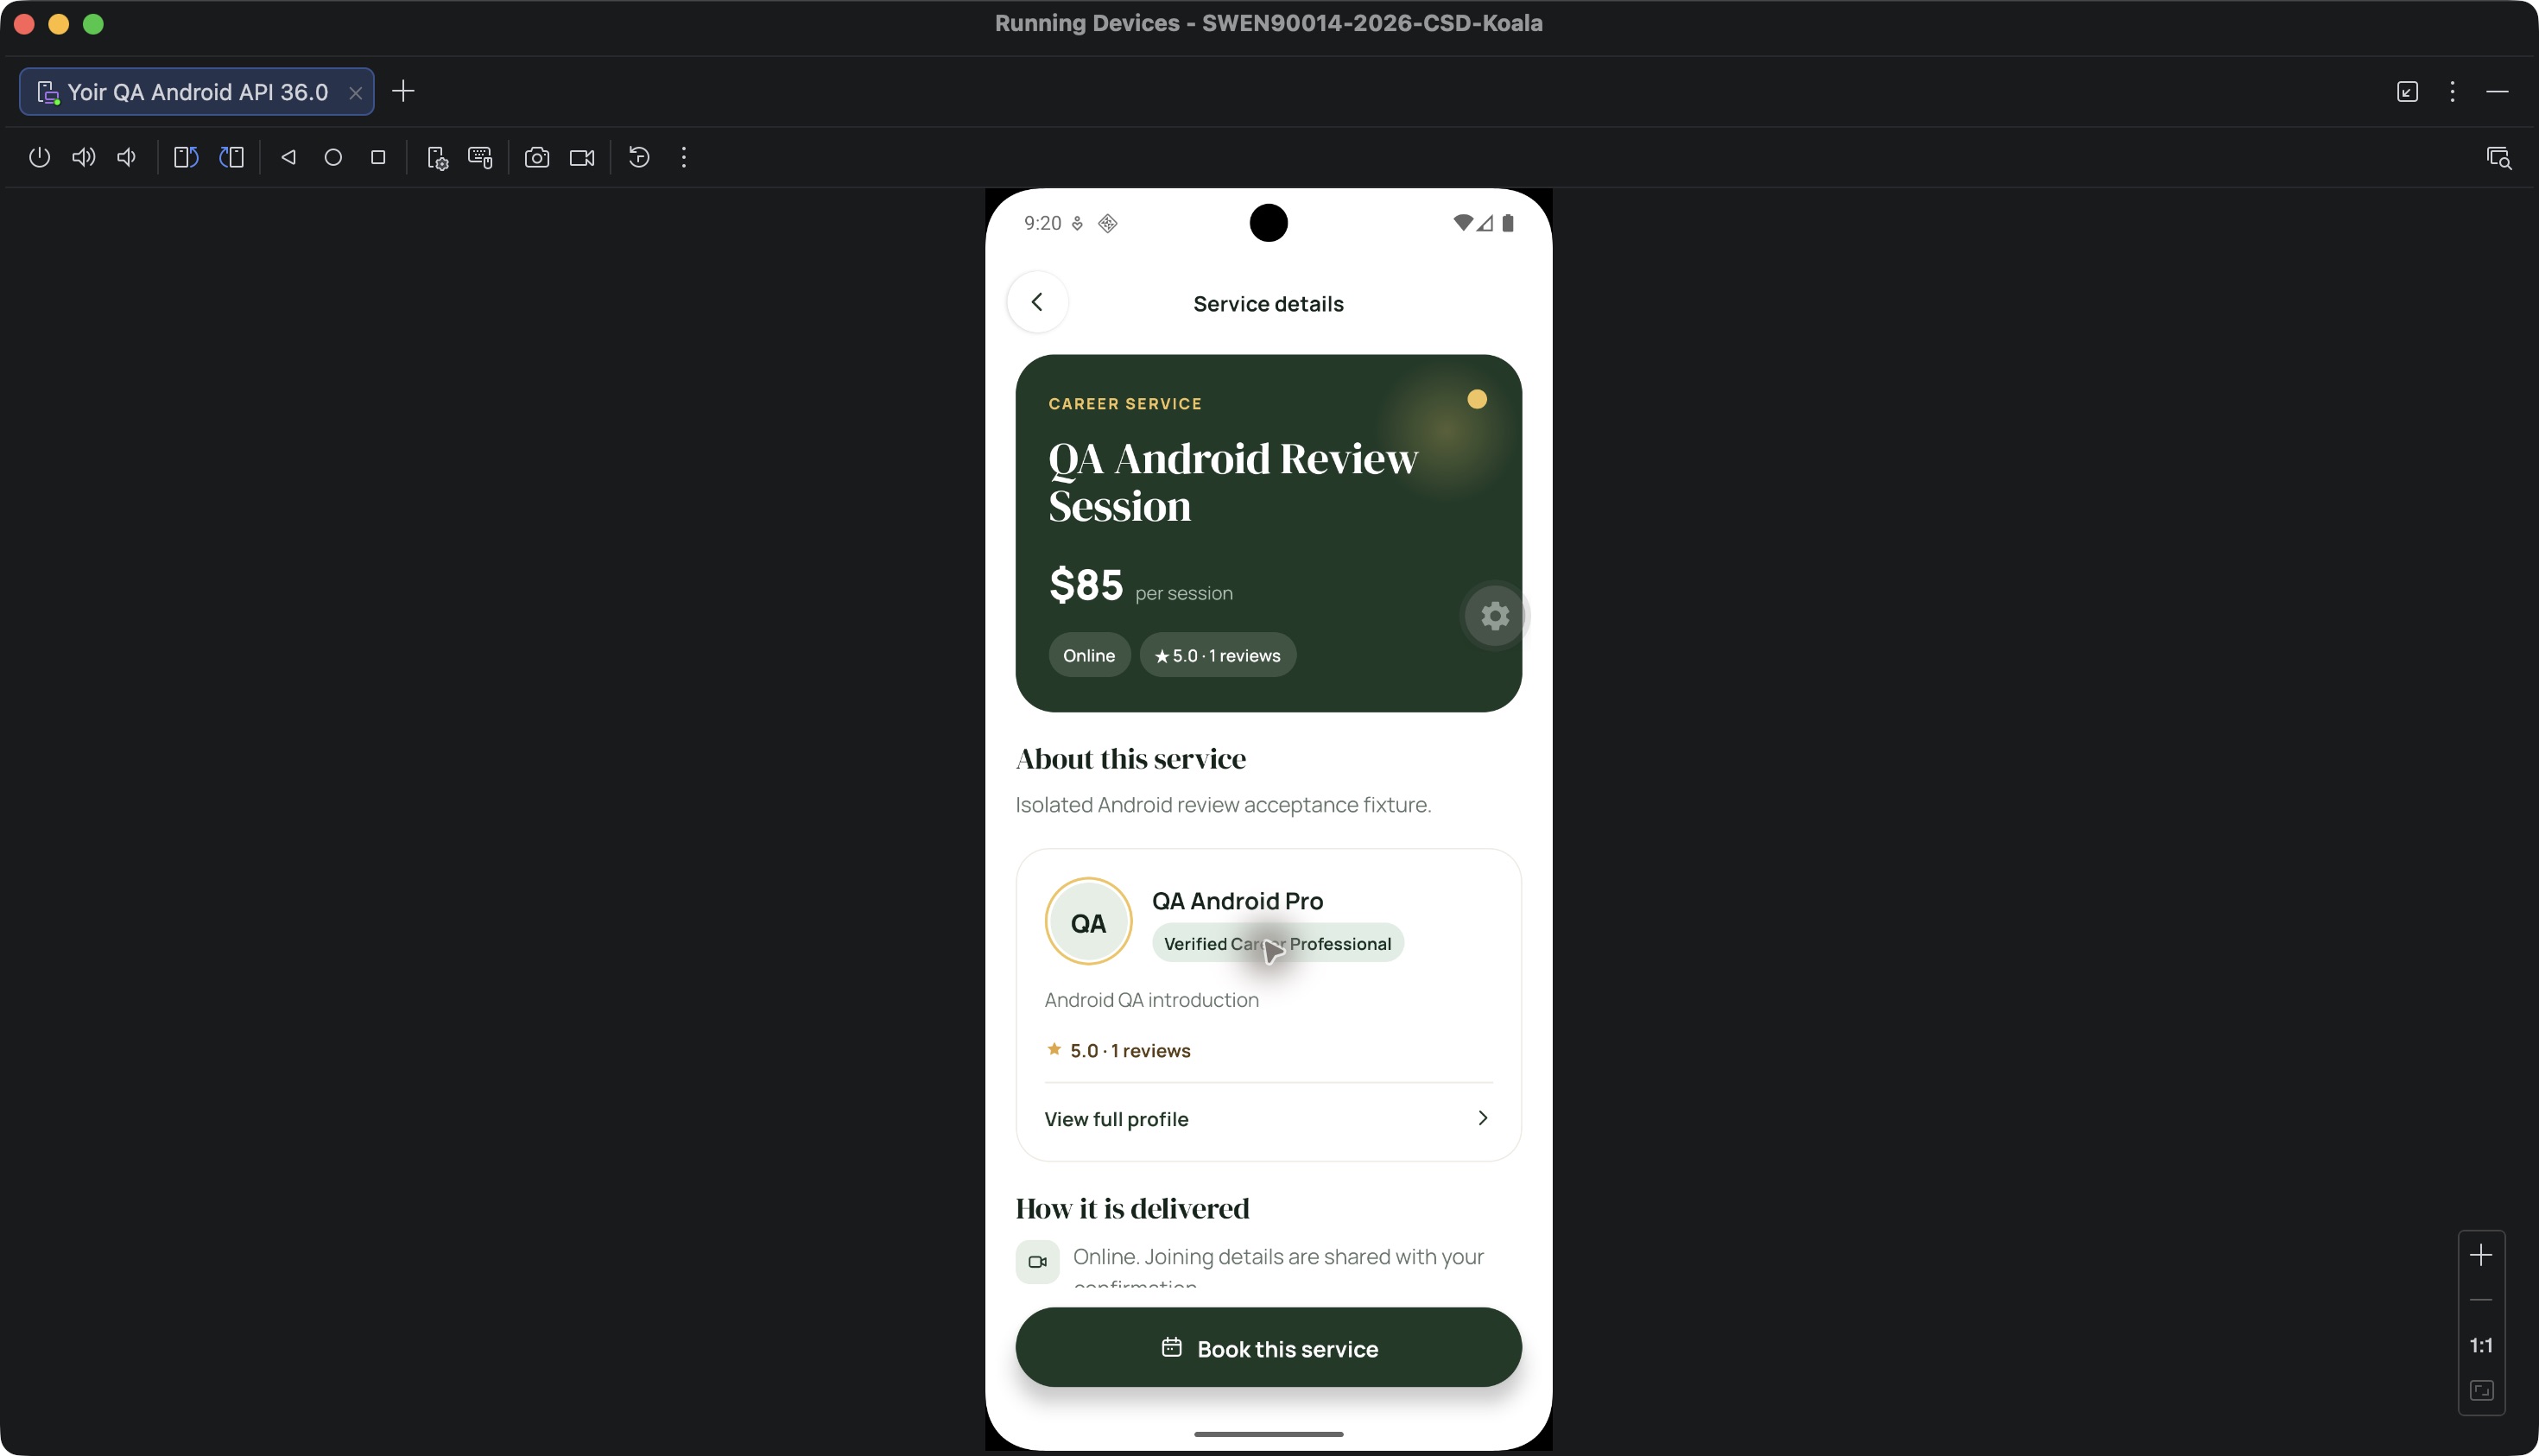 Running Devices - SWEN90014-2026-CSD-Koala
Yoir QA Android API 36.0
9:20
Service details
CAREER SERVICE
QA Android Review
Session
$85 per session
Online
★ 5.0 · 1 reviews
About this service
Isolated Android review acceptance fixture.
QA
QA Android Pro
Verified Career Professional
Android QA introduction
★ 5.0 · 1 reviews
View full profile
How it is delivered
Online. Joining details are shared with your
confirmation
Book this service
1:1